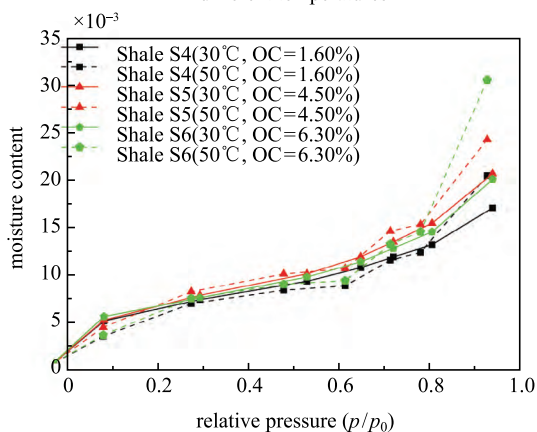 ×10⁻³
35
30
25
20
15
10
5
0
moisture content
Shale S4(30℃, OC=1.60%)
Shale S4(50℃, OC=1.60%)
Shale S5(30℃, OC=4.50%)
Shale S5(50℃, OC=4.50%)
Shale S6(30℃, OC=6.30%)
Shale S6(50℃, OC=6.30%)
0 0.2 0.4 0.6 0.8 1.0
relative pressure (p/p₀)